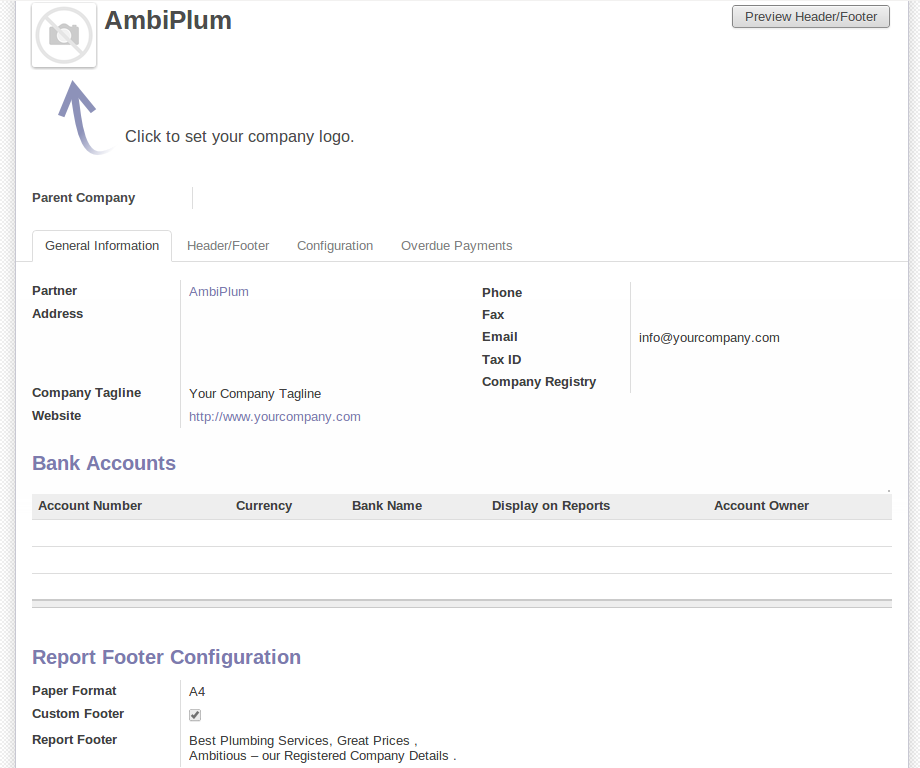 AmbiPlum
Preview Header/Footer
Click to set your company logo.
Parent Company
General Information Header/Footer Configuration Overdue Payments
Partner AmbiPlum
Address
Phone
Fax
Email info@yourcompany.com
Tax ID
Company Registry
Company Tagline Your Company Tagline
Website http://www.yourcompany.com
Bank Accounts
Account Number Currency Bank Name Display on Reports Account Owner
Report Footer Configuration
Paper Format A4
Custom Footer
Report Footer Best Plumbing Services, Great Prices ,
Ambitious – our Registered Company Details .